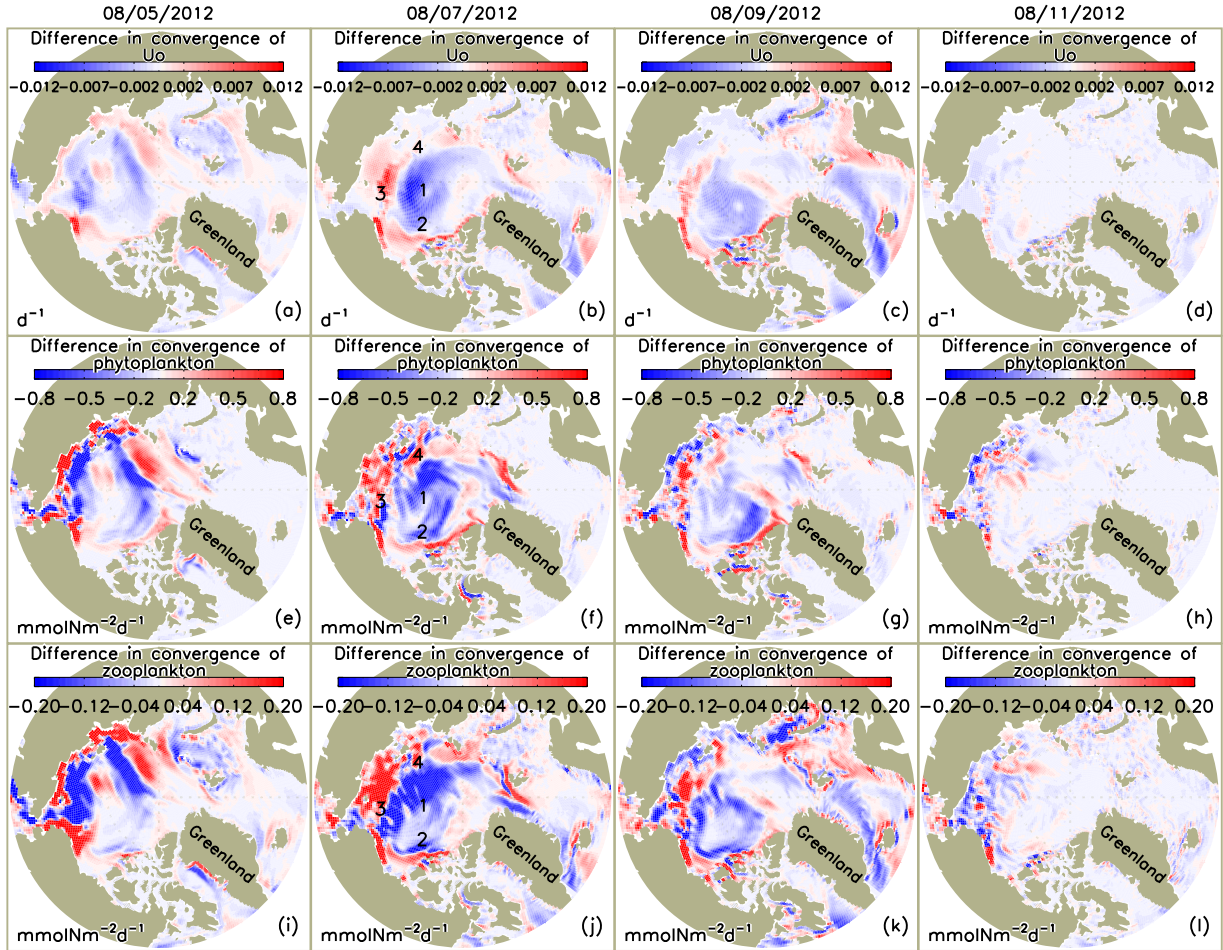 08/05/2012 08/07/2012 08/09/2012 08/11/2012
Difference in convergence of Difference in convergence of Difference in convergence of Difference in convergence of
Uo Uo Uo Uo
−0.012−0.007−0.002 0.002 0.007 0.012 −0.012−0.007−0.002 0.002 0.007 0.012 −0.012−0.007−0.002 0.002 0.007 0.012 −0.012−0.007−0.002 0.002 0.007 0.012
4
1
3
2
Greenland Greenland Greenland Greenland
d⁻¹ (a) d⁻¹ (b) d⁻¹ (c) d⁻¹ (d)
Difference in convergence of Difference in convergence of Difference in convergence of Difference in convergence of
phytoplankton phytoplankton phytoplankton phytoplankton
−0.8 −0.5 −0.2 0.2 0.5 0.8 −0.8 −0.5 −0.2 0.2 0.5 0.8 −0.8 −0.5 −0.2 0.2 0.5 0.8 −0.8 −0.5 −0.2 0.2 0.5 0.8
4
1
3
2
Greenland Greenland Greenland Greenland
(e) (f) (g) (h)
mmolNm⁻²d⁻¹ mmolNm⁻²d⁻¹ mmolNm⁻²d⁻¹ mmolNm⁻²d⁻¹
Difference in convergence of Difference in convergence of Difference in convergence of Difference in convergence of
zooplankton zooplankton zooplankton zooplankton
−0.20−0.12−0.04 0.04 0.12 0.20 −0.20−0.12−0.04 0.04 0.12 0.20 −0.20−0.12−0.04 0.04 0.12 0.20 −0.20−0.12−0.04 0.04 0.12 0.20
4
1
3
2
Greenland Greenland Greenland Greenland
(i) (j) (k) (l)
mmolNm⁻²d⁻¹ mmolNm⁻²d⁻¹ mmolNm⁻²d⁻¹ mmolNm⁻²d⁻¹